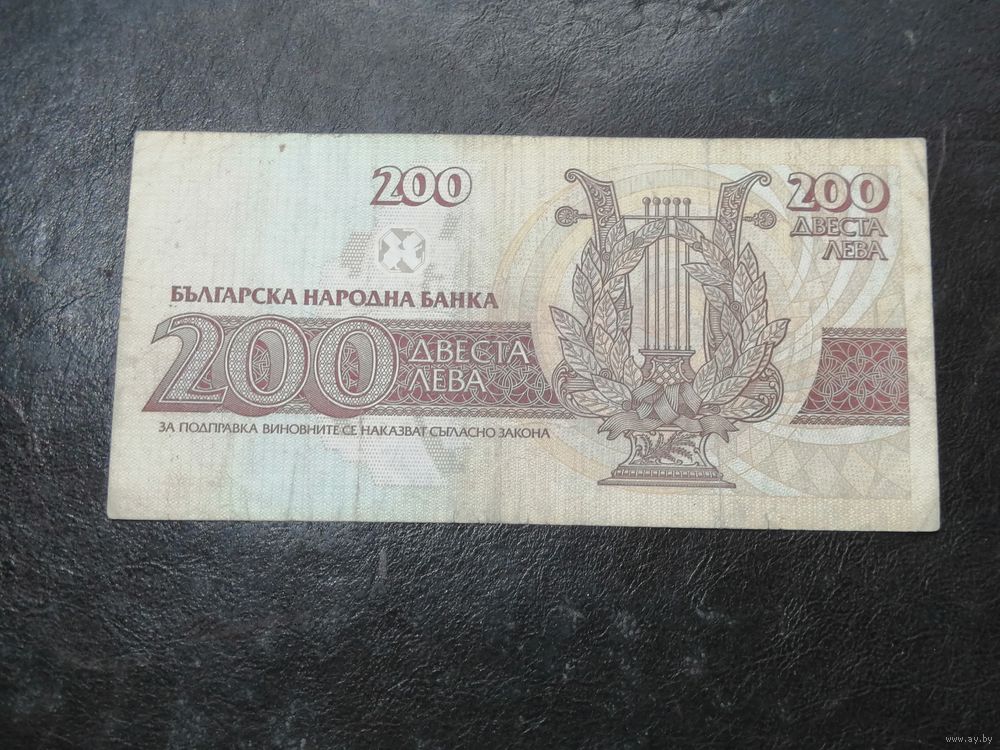 200
200
ДВЕСТА
ЛЕВА
БЪЛГАРСКА НАРОДНА БАНКА
200 ДВЕСТА
ЛЕВА
ЗА ПОДПРАВКА ВИНОВНИТЕ СЕ НАКАЗВАТ СЪГЛАСНО ЗАКОНА
www.ay.by